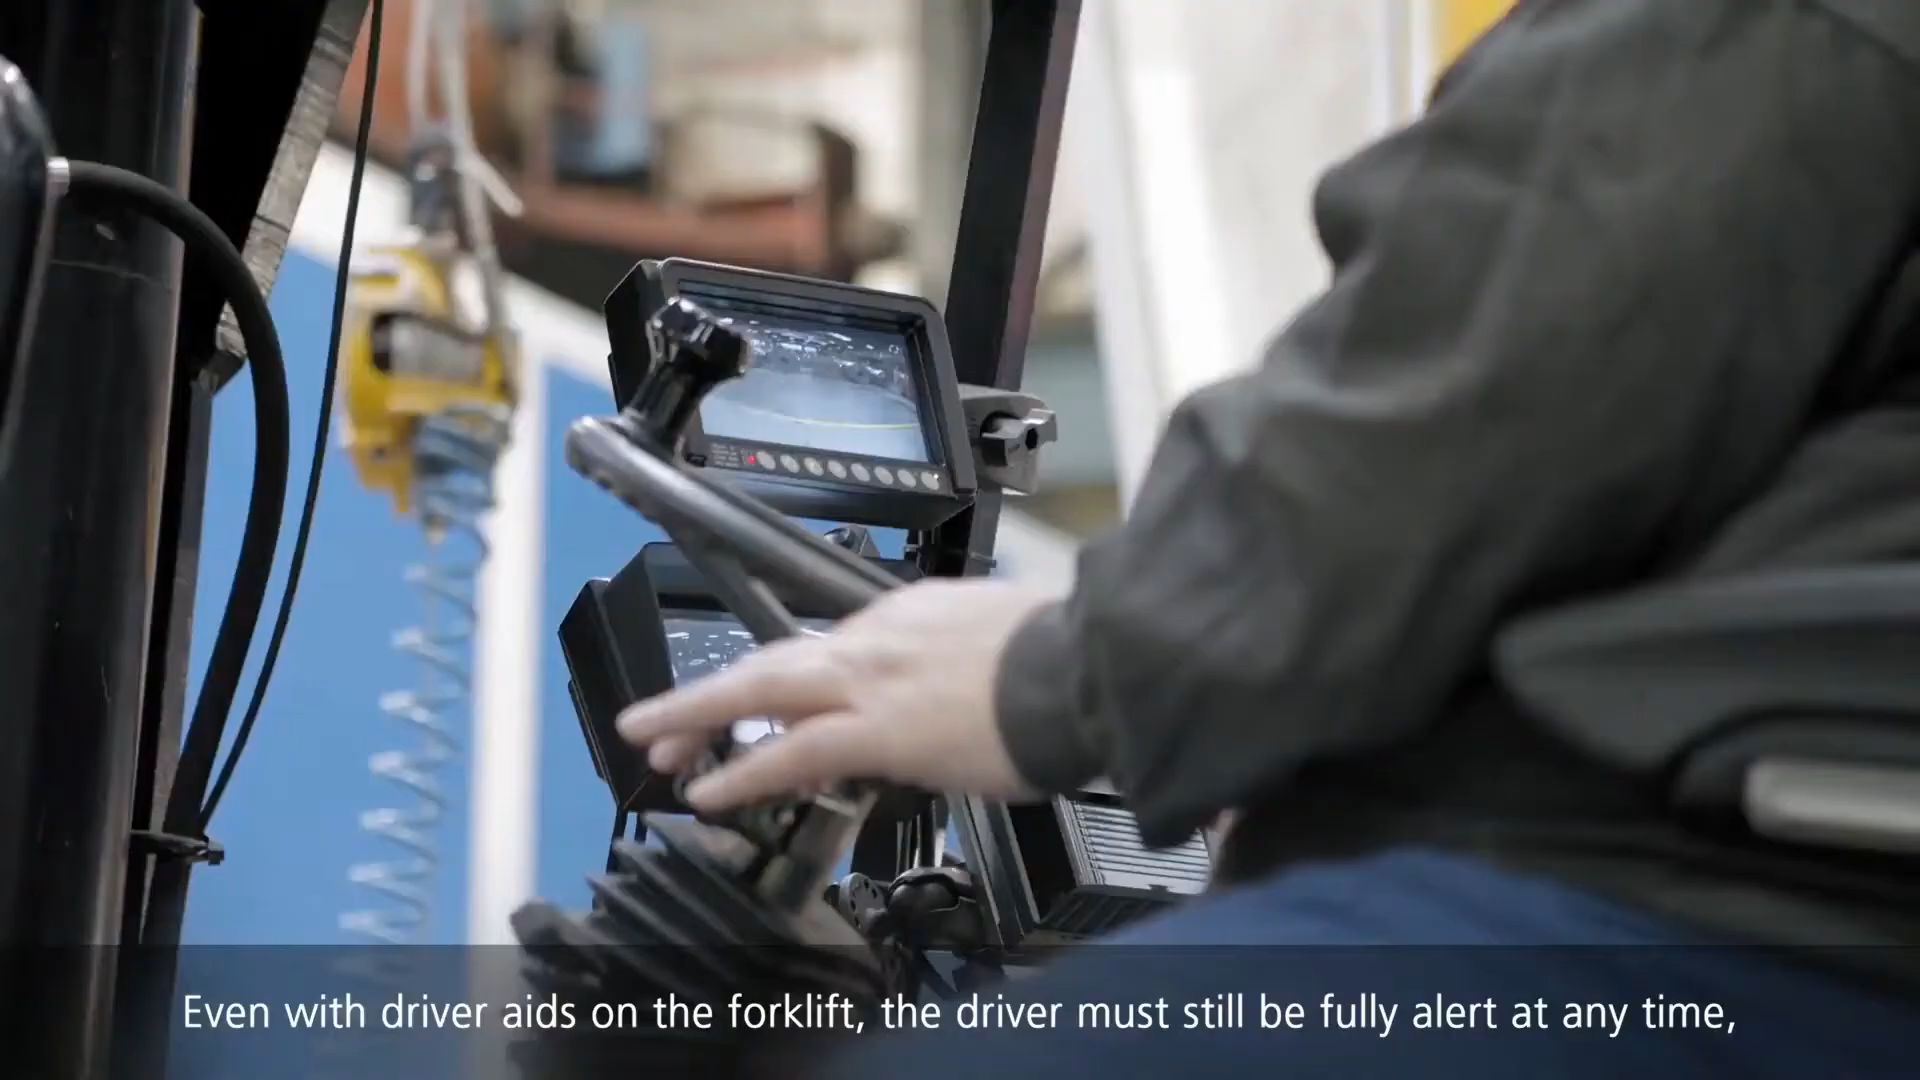 Even with driver aids on the forklift, the driver must still be fully alert at any time,